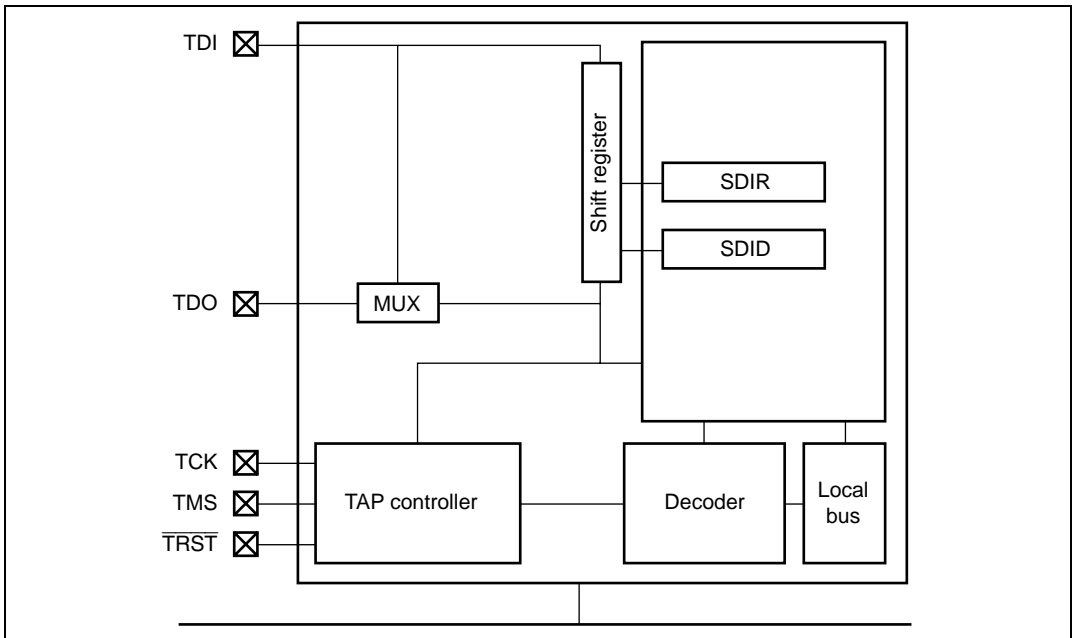 TDI
Shift register
SDIR
SDID
TDO
MUX
TCK
TMS
TRST
TAP controller
Decoder
Local
bus